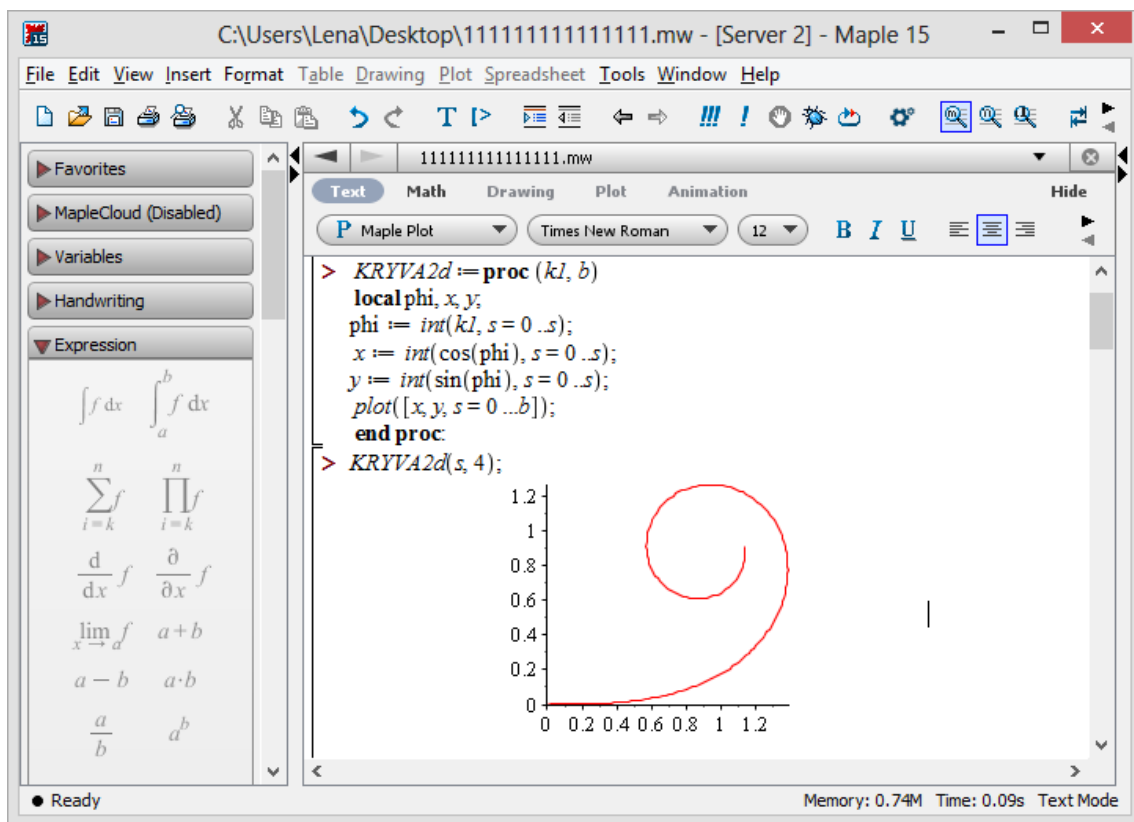 C:\Users\Lena\Desktop\111111111111111.mw - [Server 2] - Maple 15
File Edit View Insert Format Table Drawing Plot Spreadsheet Tools Window Help
111111111111111.mw
Favorites
MapleCloud (Disabled)
Variables
Handwriting
Expression
∫ f dx ∫_a^b f dx
∑_{i=k}^n f ∏_{i=k}^n f
d/dx f ∂/∂x f
lim_{x→a} f a+b
a − b a·b
a/b a^b
Text Math Drawing Plot Animation Hide
P Maple Plot Times New Roman 12 B I U
> KRYVA2d := proc (k1, b)
local phi, x, y;
phi := int(k1, s = 0 ..s);
x := int(cos(phi), s = 0 ..s);
y := int(sin(phi), s = 0 ..s);
plot([x, y, s = 0 ...b]);
end proc:
> KRYVA2d(s, 4);
1.2
1
0.8
0.6
0.4
0.2
0
0 0.2 0.4 0.6 0.8 1 1.2
Ready Memory: 0.74M Time: 0.09s Text Mode